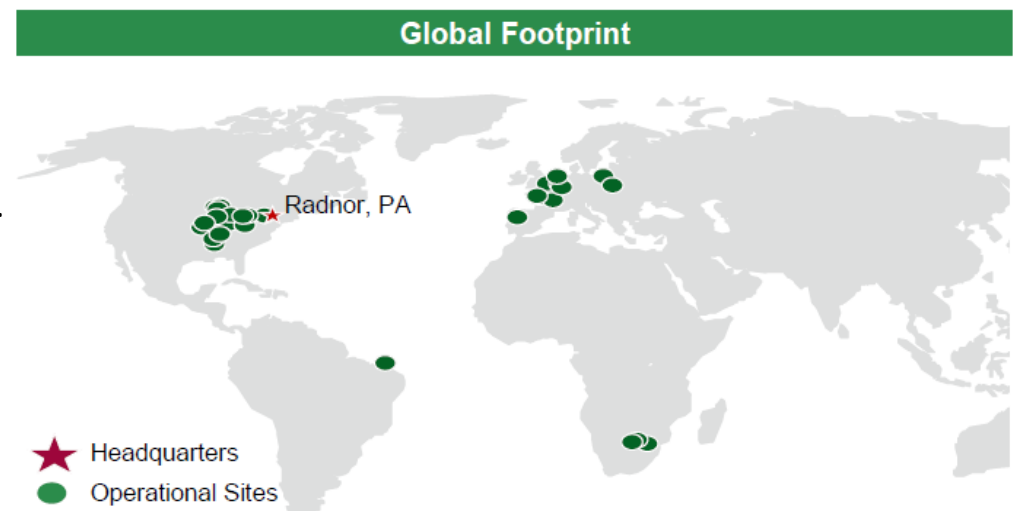 Global Footprint
Radnor, PA
Headquarters
Operational Sites